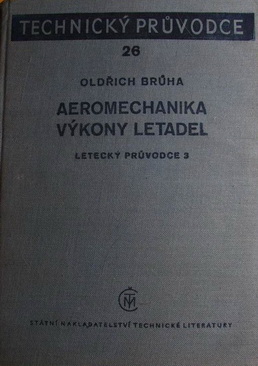 TECHNICKÝ PRŮVODCE
26
OLDŘICH BRŮHA
AEROMECHANIKA
VÝKONY LETADEL
LETECKÝ PRŮVODCE 3
STÁTNÍ NAKLADATELSTVÍ TECHNICKÉ LITERATURY